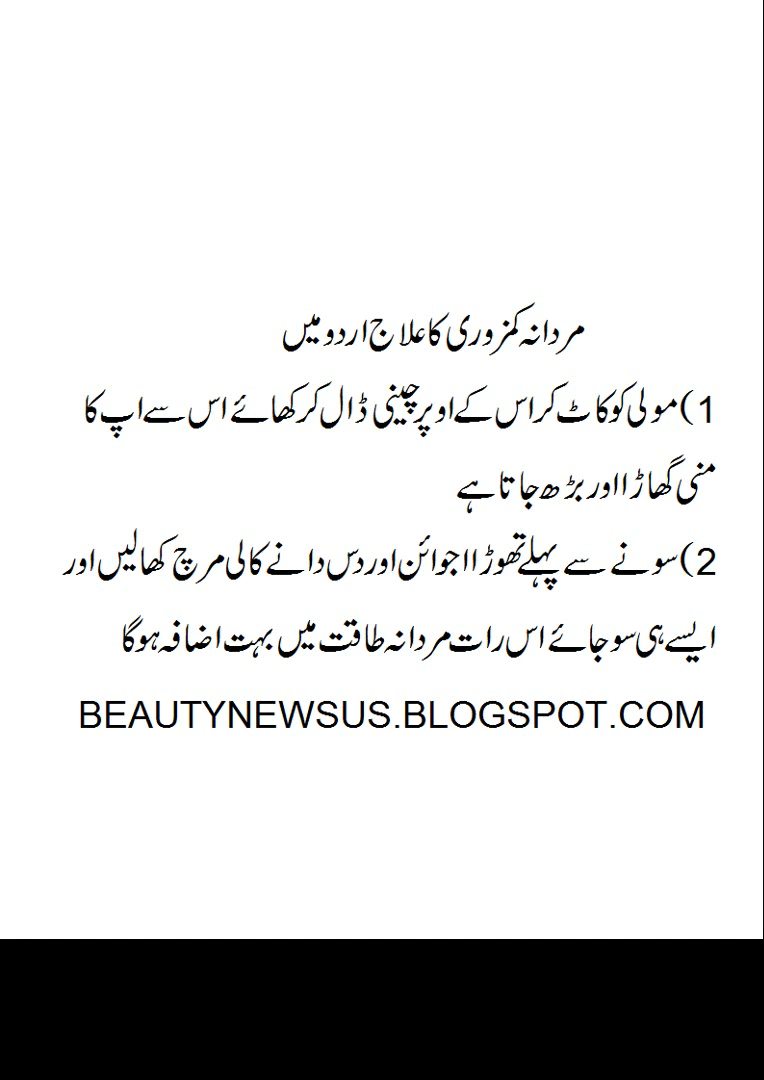 مردانہ کمزوری کا علاج اردو میں
1) مولی کو کاٹ کر اس کے اوپر چینی ڈال کر کھائے اس سے اپ کا
منی گھاڑا اور بڑھ جاتا ہے
2) سونے سے پہلے تھوڑا اجوائن اور دس دانے کالی مرچ کھا لیں اور
ایسے ہی سو جائے اس رات مردانہ طاقت میں بہت اضافہ ہوگا
BEAUTYNEWSUS.BLOGSPOT.COM